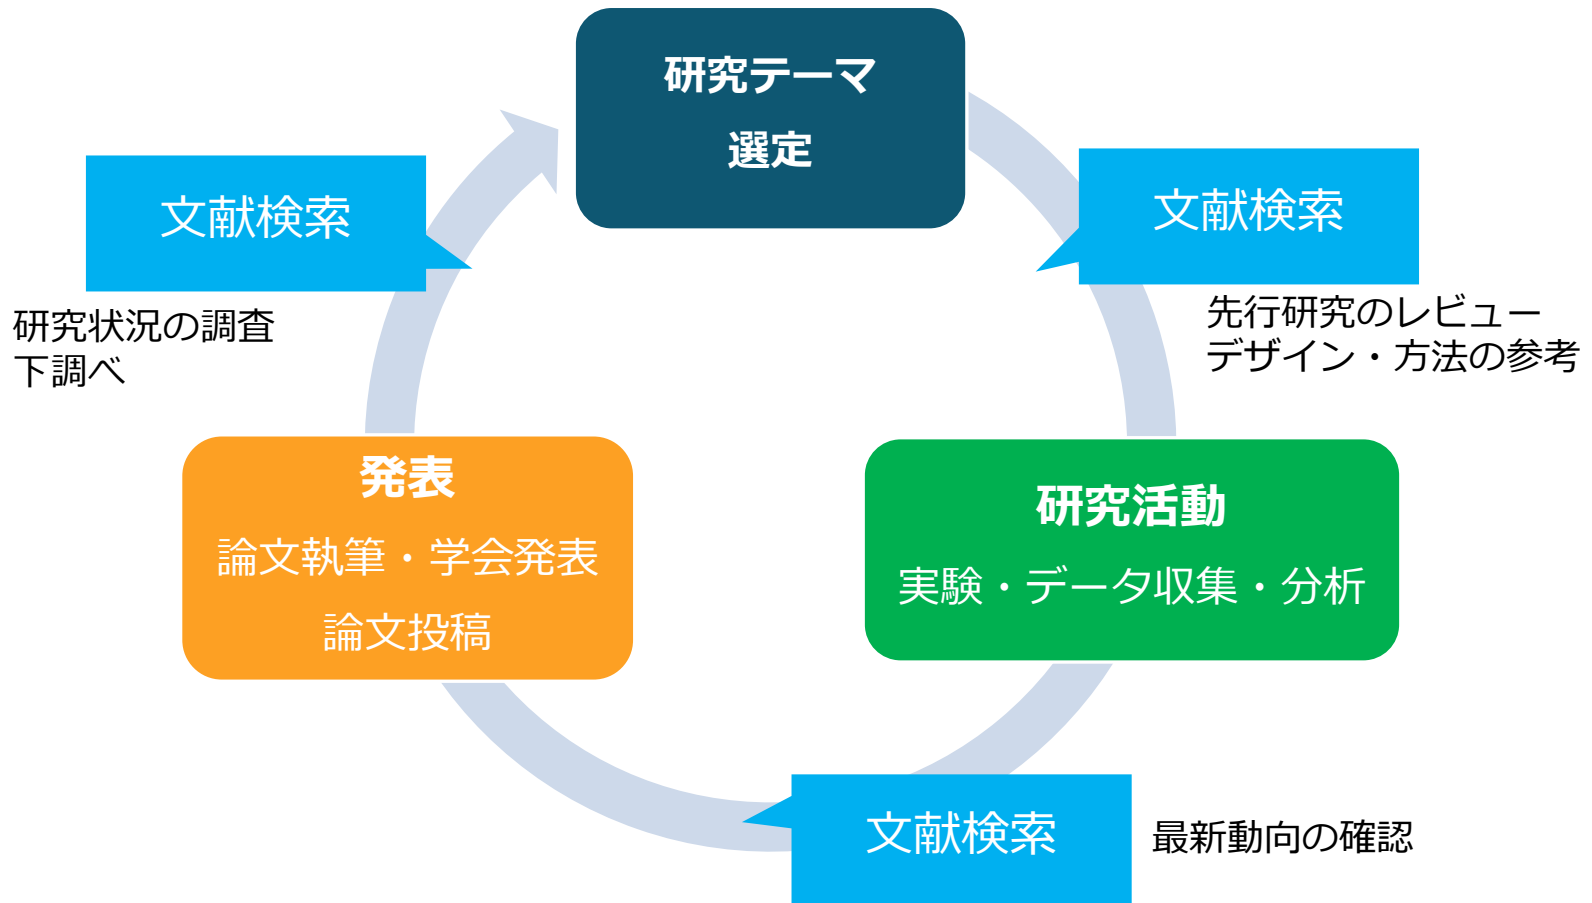 研究テーマ
選定
文献検索
先行研究のレビュー
デザイン・方法の参考
研究活動
実験・データ収集・分析
文献検索
最新動向の確認
発表
論文執筆・学会発表
論文投稿
文献検索
研究状況の調査
下調べ